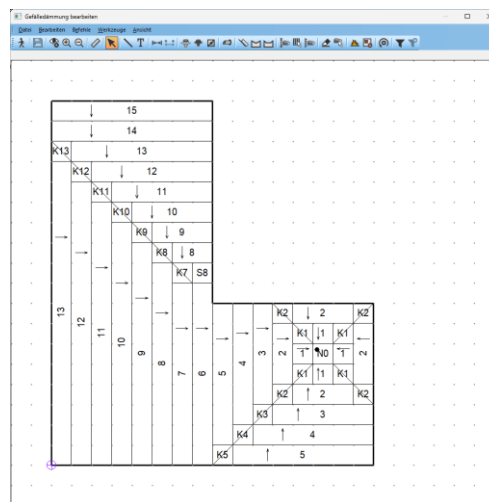 Gefälledämmung bearbeiten
Datei Bearbeiten Befehle Werkzeuge Ansicht
15
14
K13 13
K12 12
K11 11
K10 10
K9 9
K8 8
K7 S8
13 11 10 9 8 7 6 5 4 3 2
K2 2 K2
K1 1 K1
1 N0 1 2
K1 1 K1
K2 2 K2
K3 3
K4 4
K5 5
12